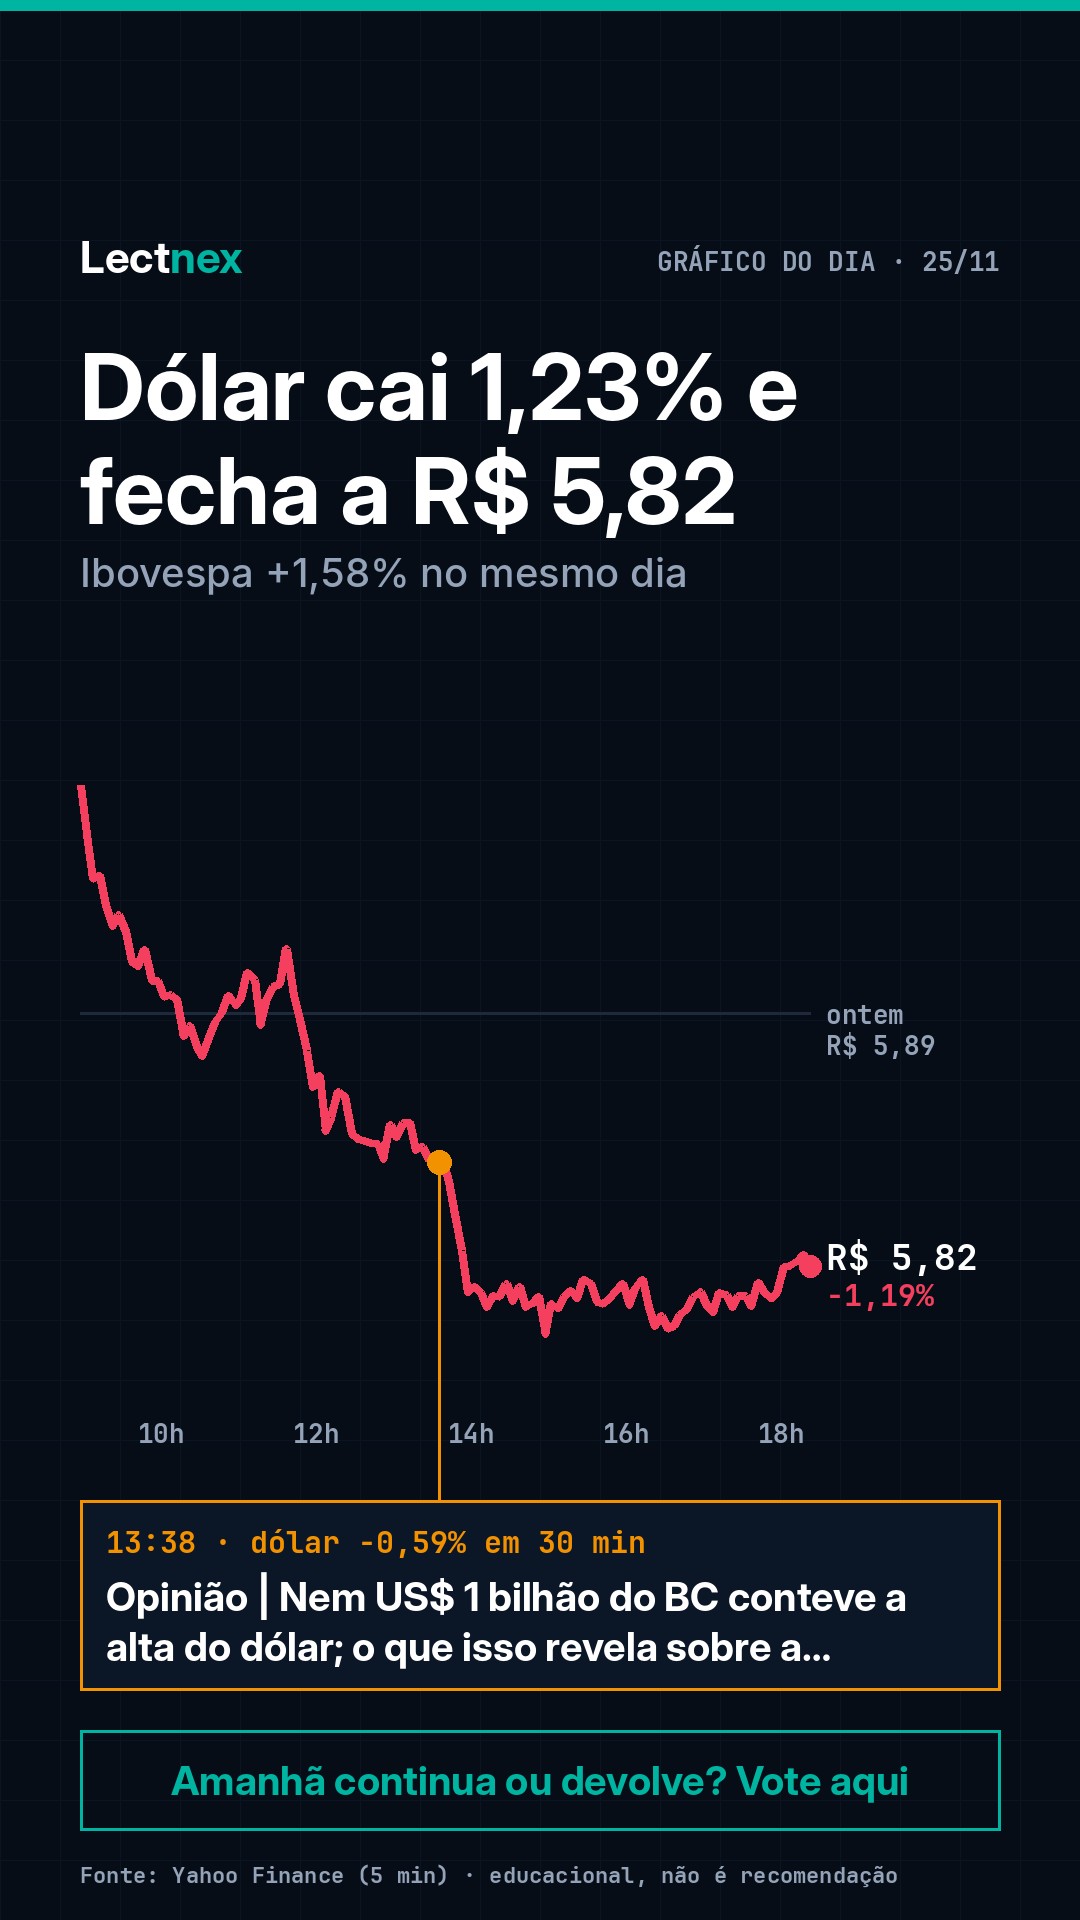 Lectnex
GRÁFICO DO DIA · 25/11
Dólar cai 1,23% e
fecha a R$ 5,82
Ibovespa +1,58% no mesmo dia
ontem
R$ 5,89
R$ 5,82
-1,19%
10h 12h 14h 16h 18h
13:38 · dólar -0,59% em 30 min
Opinião | Nem US$ 1 bilhão do BC conteve a
alta do dólar; o que isso revela sobre a...
Amanhã continua ou devolve? Vote aqui
Fonte: Yahoo Finance (5 min) · educacional, não é recomendação